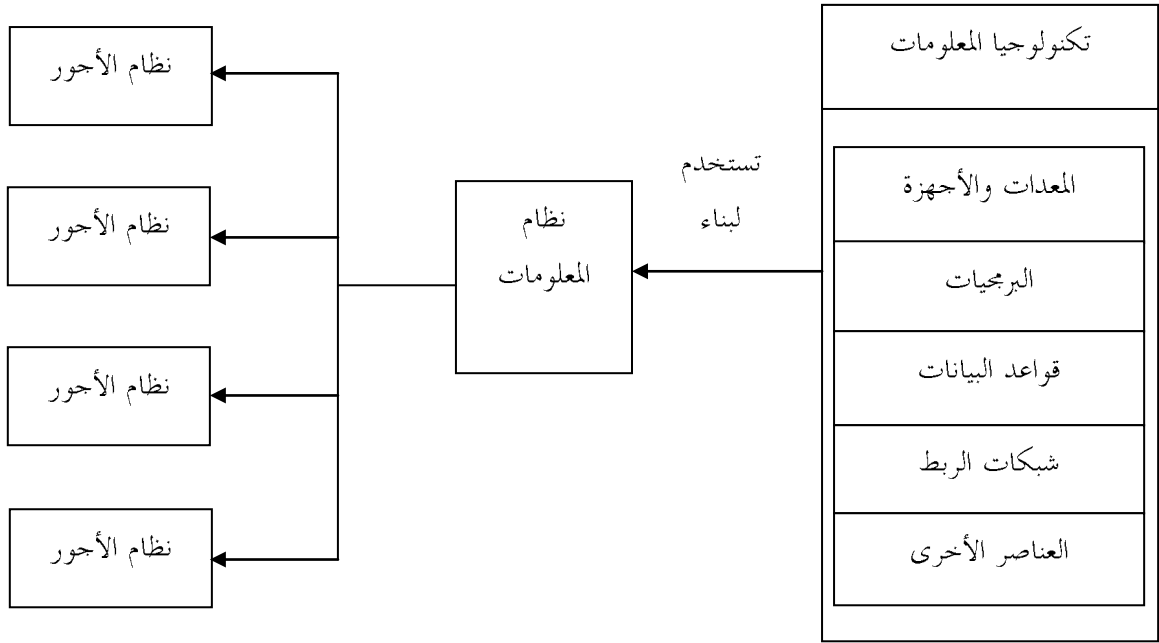 تكنولوجيا المعلومات
المعدات والأجهزة
البرمجيات
قواعد البيانات
شبكات الربط
العناصر الأخرى
تستخدم
لبناء
نظام
المعلومات
نظام الأجور
نظام الأجور
نظام الأجور
نظام الأجور